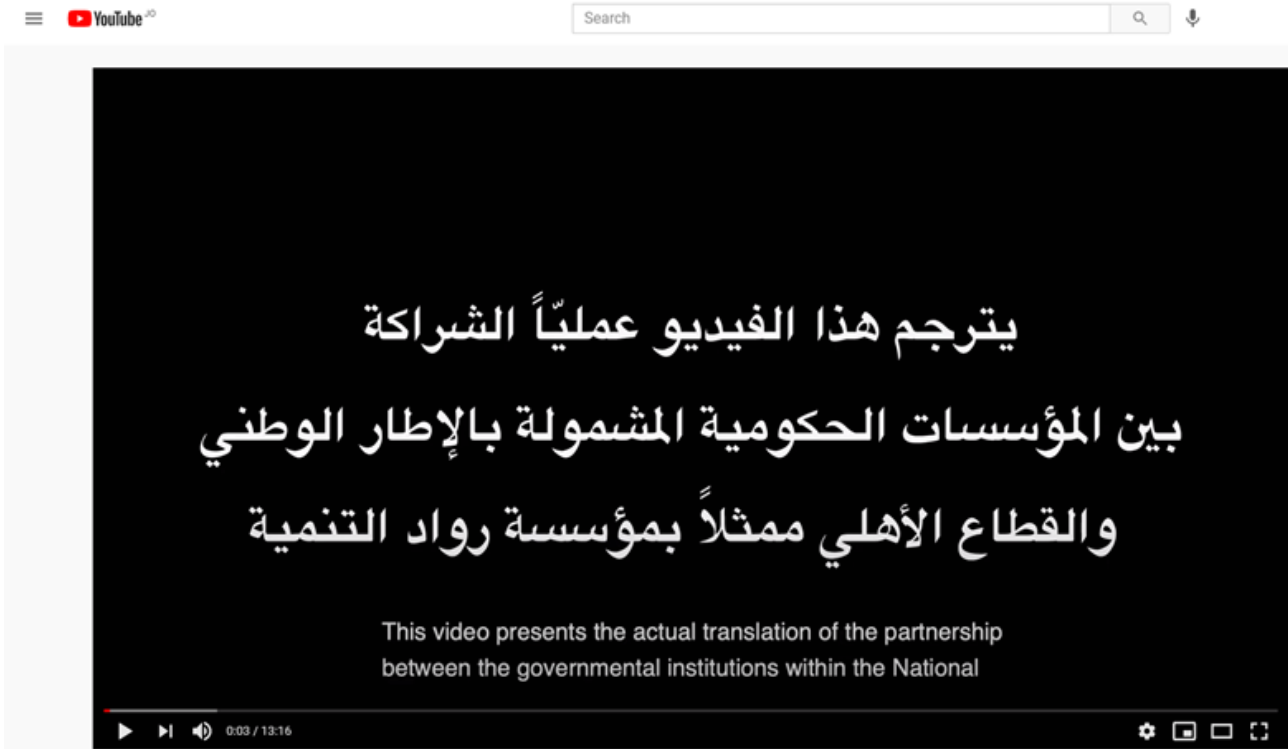 YouTube JO
Search
يترجم هذا الفيديو عمليّاً الشراكة
بين المؤسسات الحكومية المشمولة بالإطار الوطني
والقطاع الأهلي ممثلاً بمؤسسة رواد التنمية
This video presents the actual translation of the partnership
between the governmental institutions within the National
0:03 / 13:16